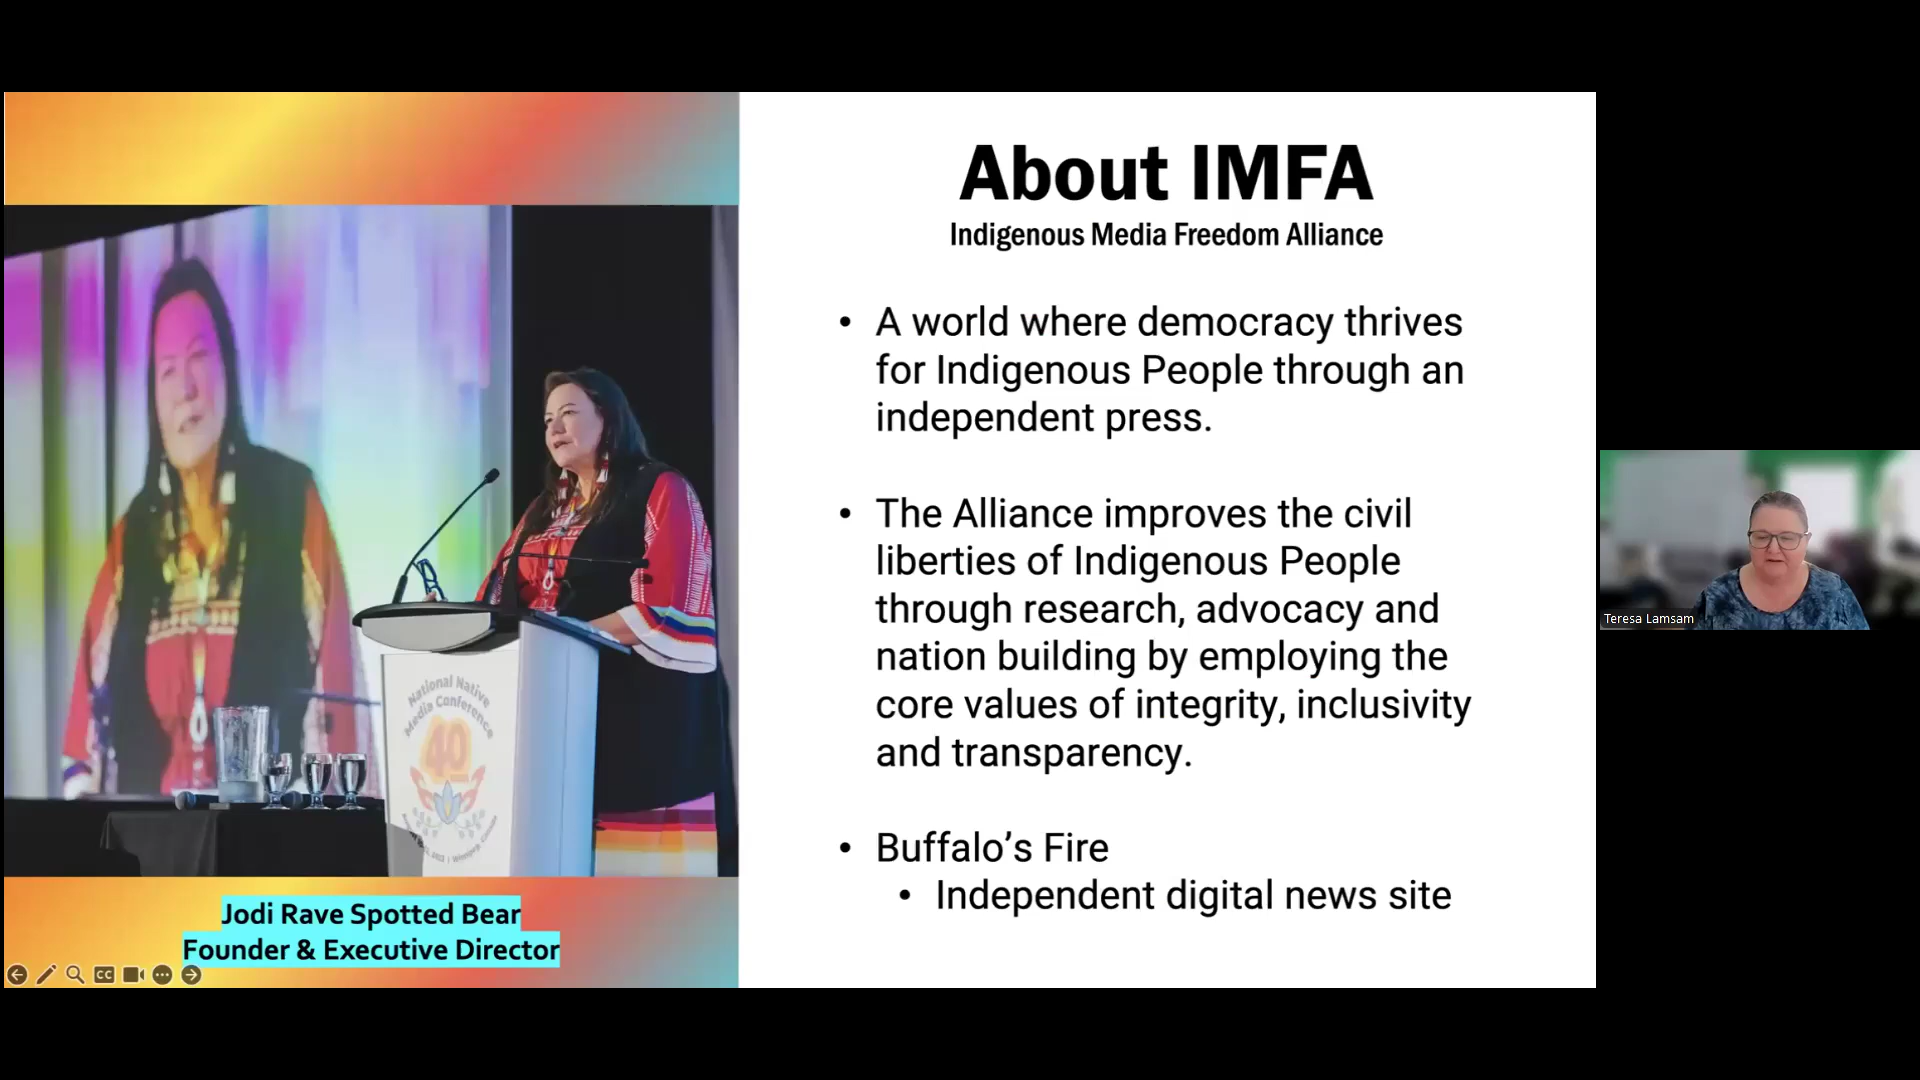 About IMFA
Indigenous Media Freedom Alliance
• A world where democracy thrives
for Indigenous People through an
independent press.
• The Alliance improves the civil
liberties of Indigenous People
through research, advocacy and
nation building by employing the
core values of integrity, inclusivity
and transparency.
• Buffalo’s Fire
• Independent digital news site
National Native
Media Conference
40
Jodi Rave Spotted Bear
Founder & Executive Director
CC
Teresa Lamsam